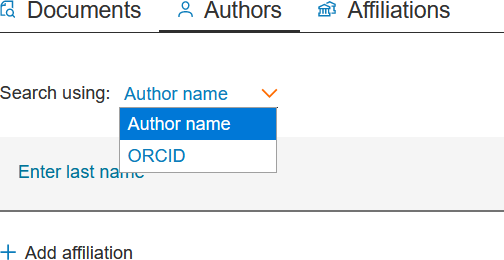 Documents Authors Affiliations
Search using: Author name
Author name
ORCID
Enter last name
+ Add affiliation